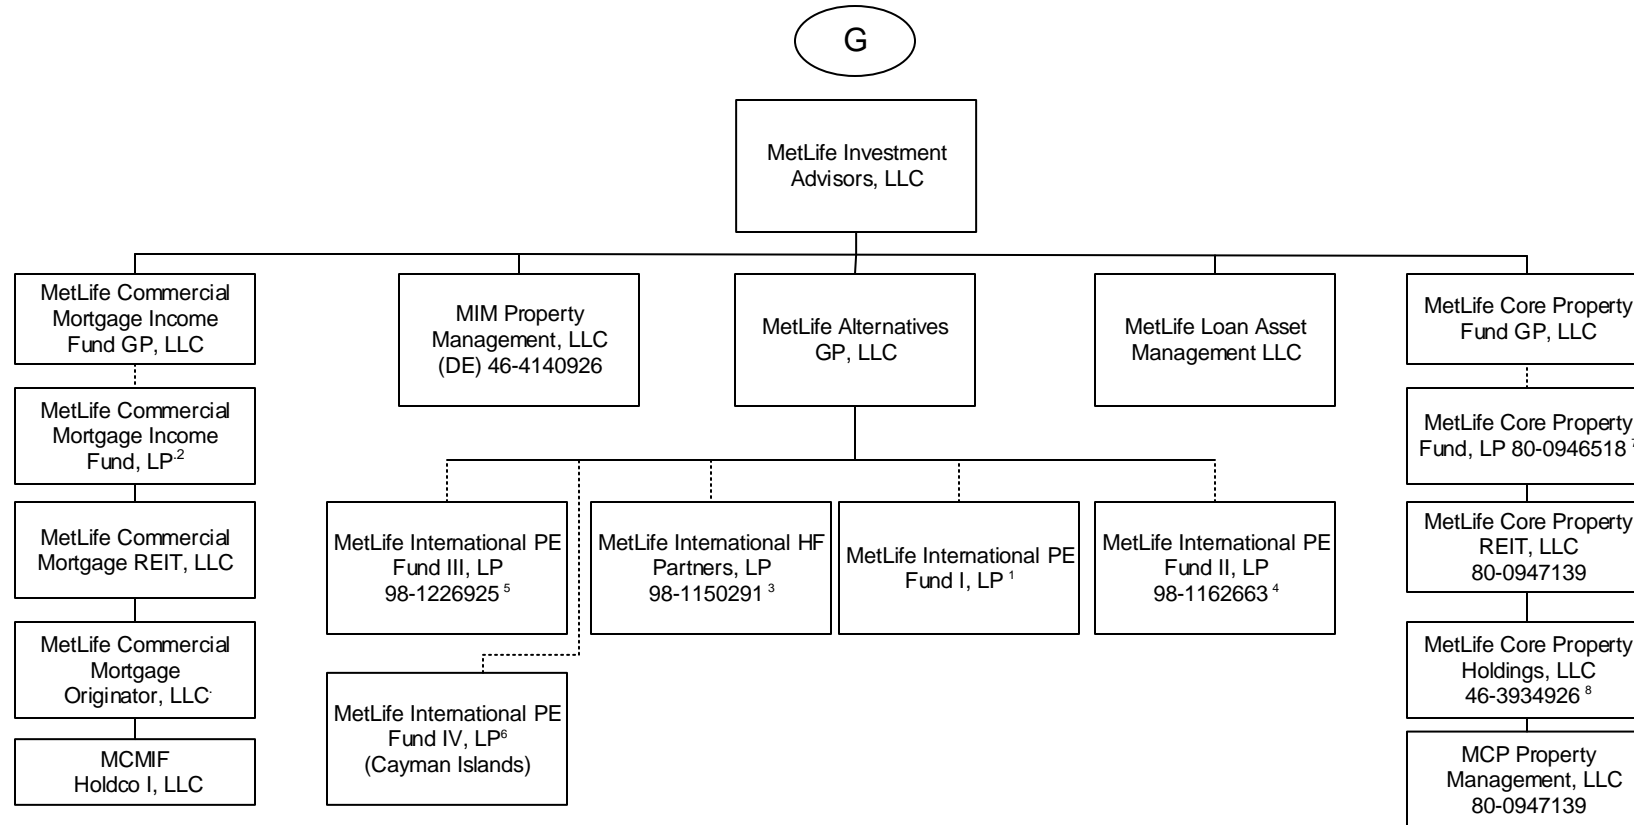 G
MetLife Investment
Advisors, LLC
MetLife Commercial
Mortgage Income
Fund GP, LLC
MIM Property
Management, LLC
(DE) 46-4140926
MetLife Alternatives
GP, LLC
MetLife Loan Asset
Management LLC
MetLife Core Property
Fund GP, LLC
MetLife Commercial
Mortgage Income
Fund, LP.2
MetLife Core Property
Fund, LP 80-0946518 7
MetLife Commercial
Mortgage REIT, LLC
MetLife International PE
Fund III, LP
98-1226925 5
MetLife International HF
Partners, LP
98-1150291 3
MetLife International PE
Fund I, LP 1
MetLife International PE
Fund II, LP
98-1162663 4
MetLife Core Property
REIT, LLC
80-0947139
MetLife Commercial
Mortgage
Originator, LLC.
MetLife Core Property
Holdings, LLC
46-3934926 8
MetLife International PE
Fund IV, LP6
(Cayman Islands)
MCMIF
Holdco I, LLC
MCP Property
Management, LLC
80-0947139